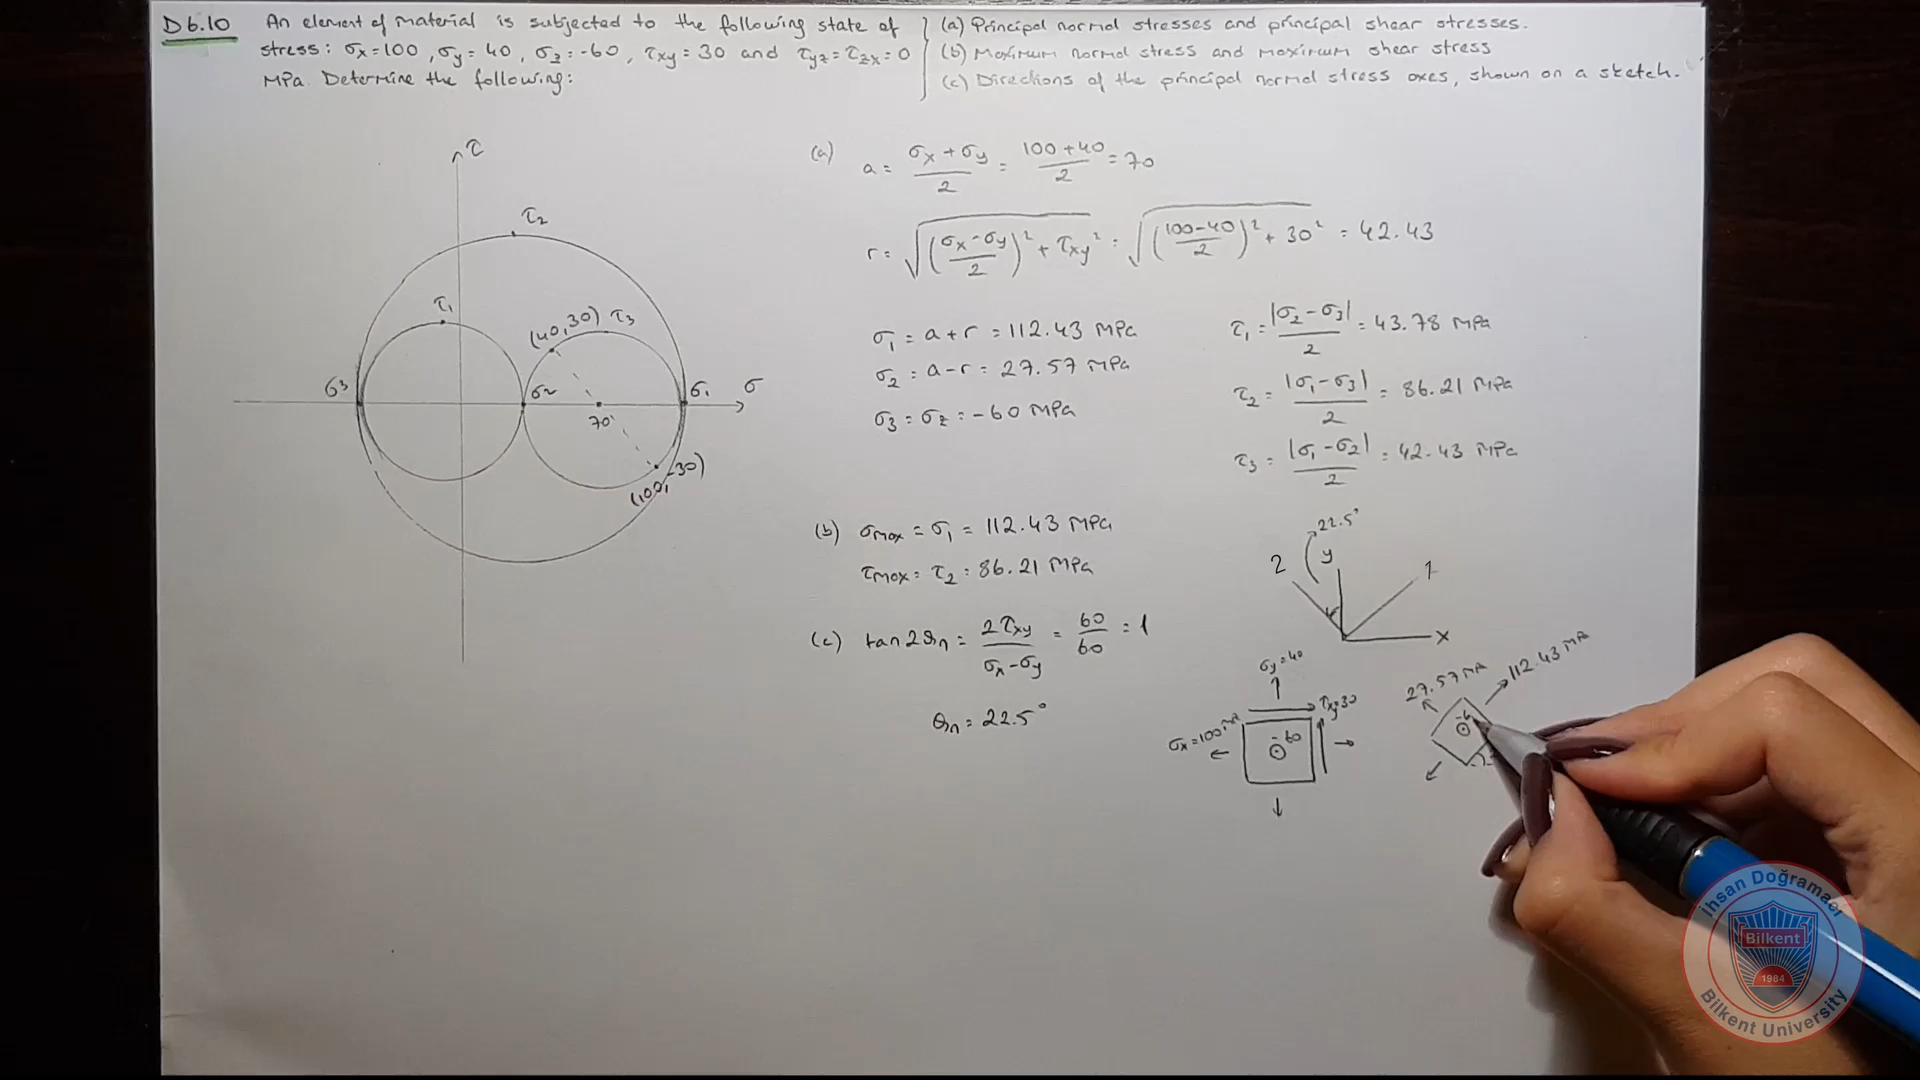 D6.10 An element of material is subjected to the following state of
stress: σx=100, σy=40, σz=-60, τxy=30 and τyz=τzx=0
MPa. Determine the following:
(a) Principal normal stresses and principal shear stresses.
(b) Maximum normal stress and maximum shear stress
(c) Directions of the principal normal stress axes, shown on a sketch.
τ
τ2
τ1
(40,30) τ3
σ3
σ2
σ1
σ
70
(100,-30)
(a) a = σx+σy/2 = 100+40/2 = 70
r = √(σx-σy/2)² + τxy² = √(100-40/2)² + 30² = 42.43
σ1 = a+r = 112.43 MPa
σ2 = a-r = 27.57 MPa
σ3 = σz = -60 MPa
τ1 = |σ2-σ3|/2 = 43.78 MPa
τ2 = |σ1-σ3|/2 = 86.21 MPa
τ3 = |σ1-σ2|/2 = 42.43 MPa
(b) σmax = σ1 = 112.43 MPa
τmax = τ2 = 86.21 MPa
(c) tan2θn = 2τxy/σx-σy = 60/60 = 1
θn = 22.5°
22.5°
2
y
1
x
σy=40
τxy=30
σx=100 MPa
-60
27.57 MPa
112.43 MPa
İhsan Doğramacı
Bilkent
1984
Bilkent University